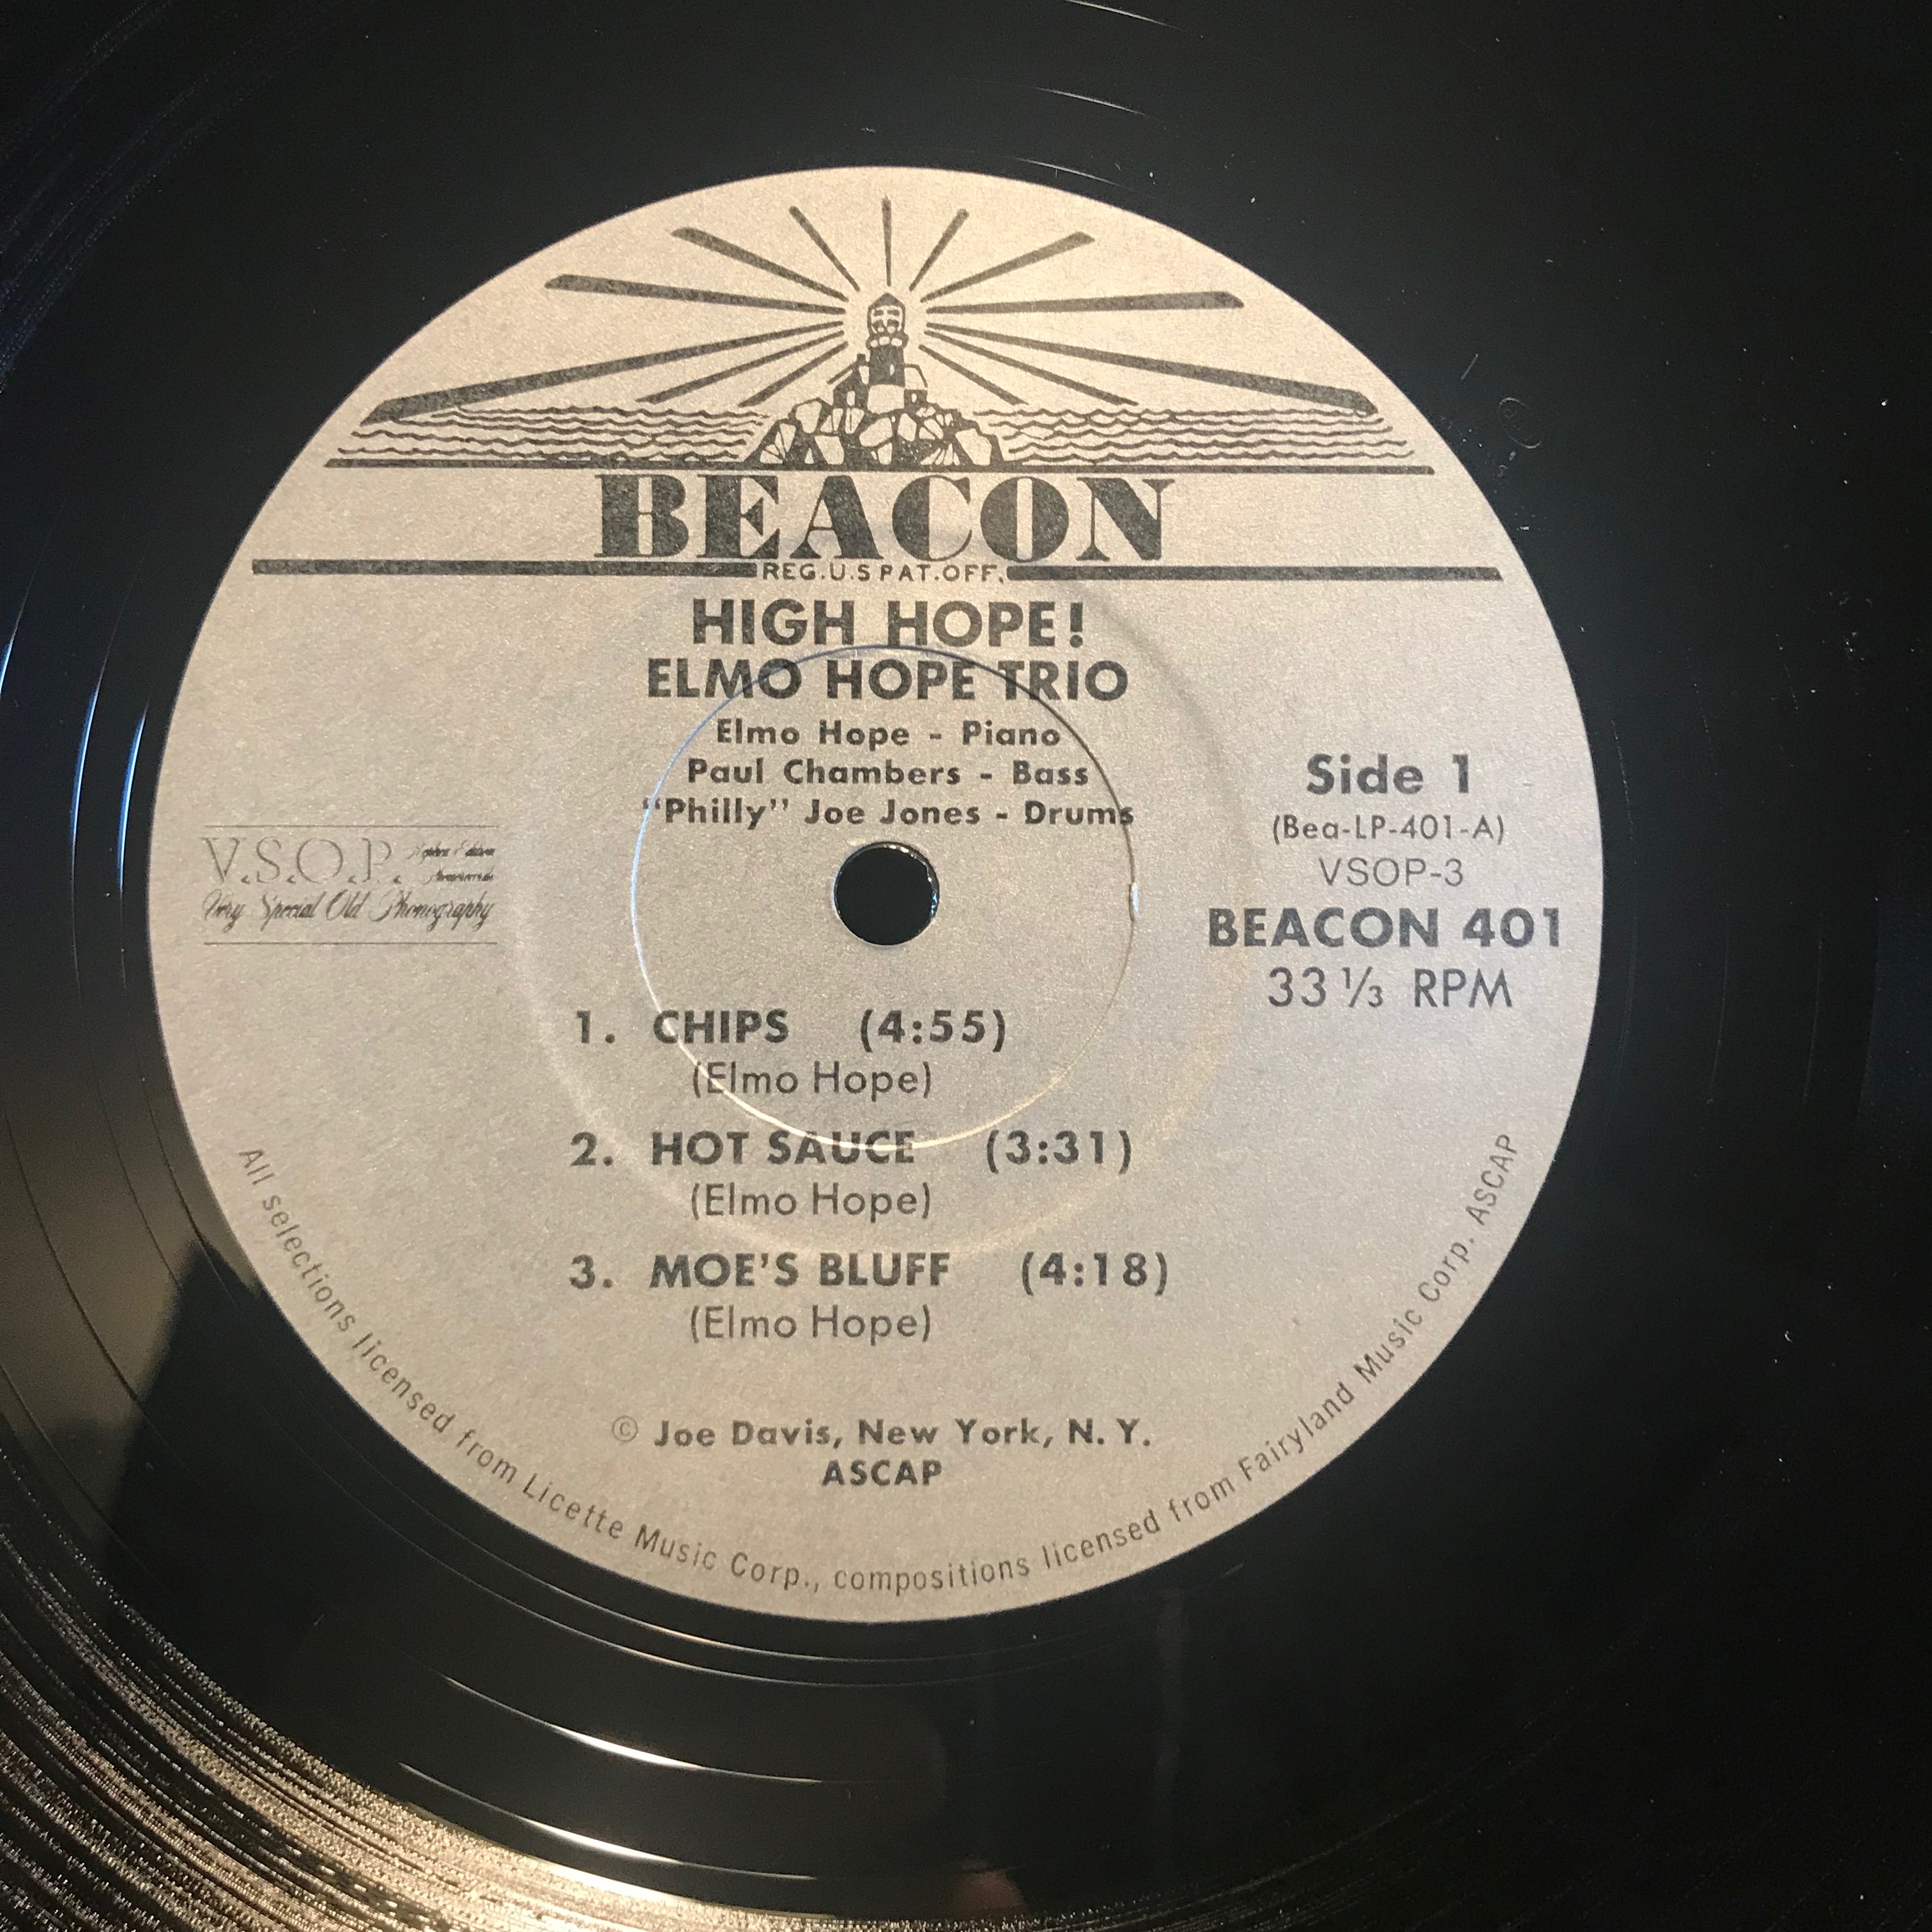 BEACON
REG.U.S PAT.OFF.
HIGH HOPE!
ELMO HOPE TRIO
Elmo Hope - Piano
Paul Chambers - Bass
"Philly" Joe Jones - Drums
V.S.O.P.
Very Special Old Phonography
Side 1
(Bea-LP-401-A)
VSOP-3
BEACON 401
33 ⅓ RPM
1. CHIPS (4:55)
(Elmo Hope)
2. HOT SAUCE (3:31)
(Elmo Hope)
3. MOE'S BLUFF (4:18)
(Elmo Hope)
© Joe Davis, New York, N. Y.
ASCAP
All selections licensed from Licette Music Corp., compositions licensed from Fairyland Music Corp. ASCAP